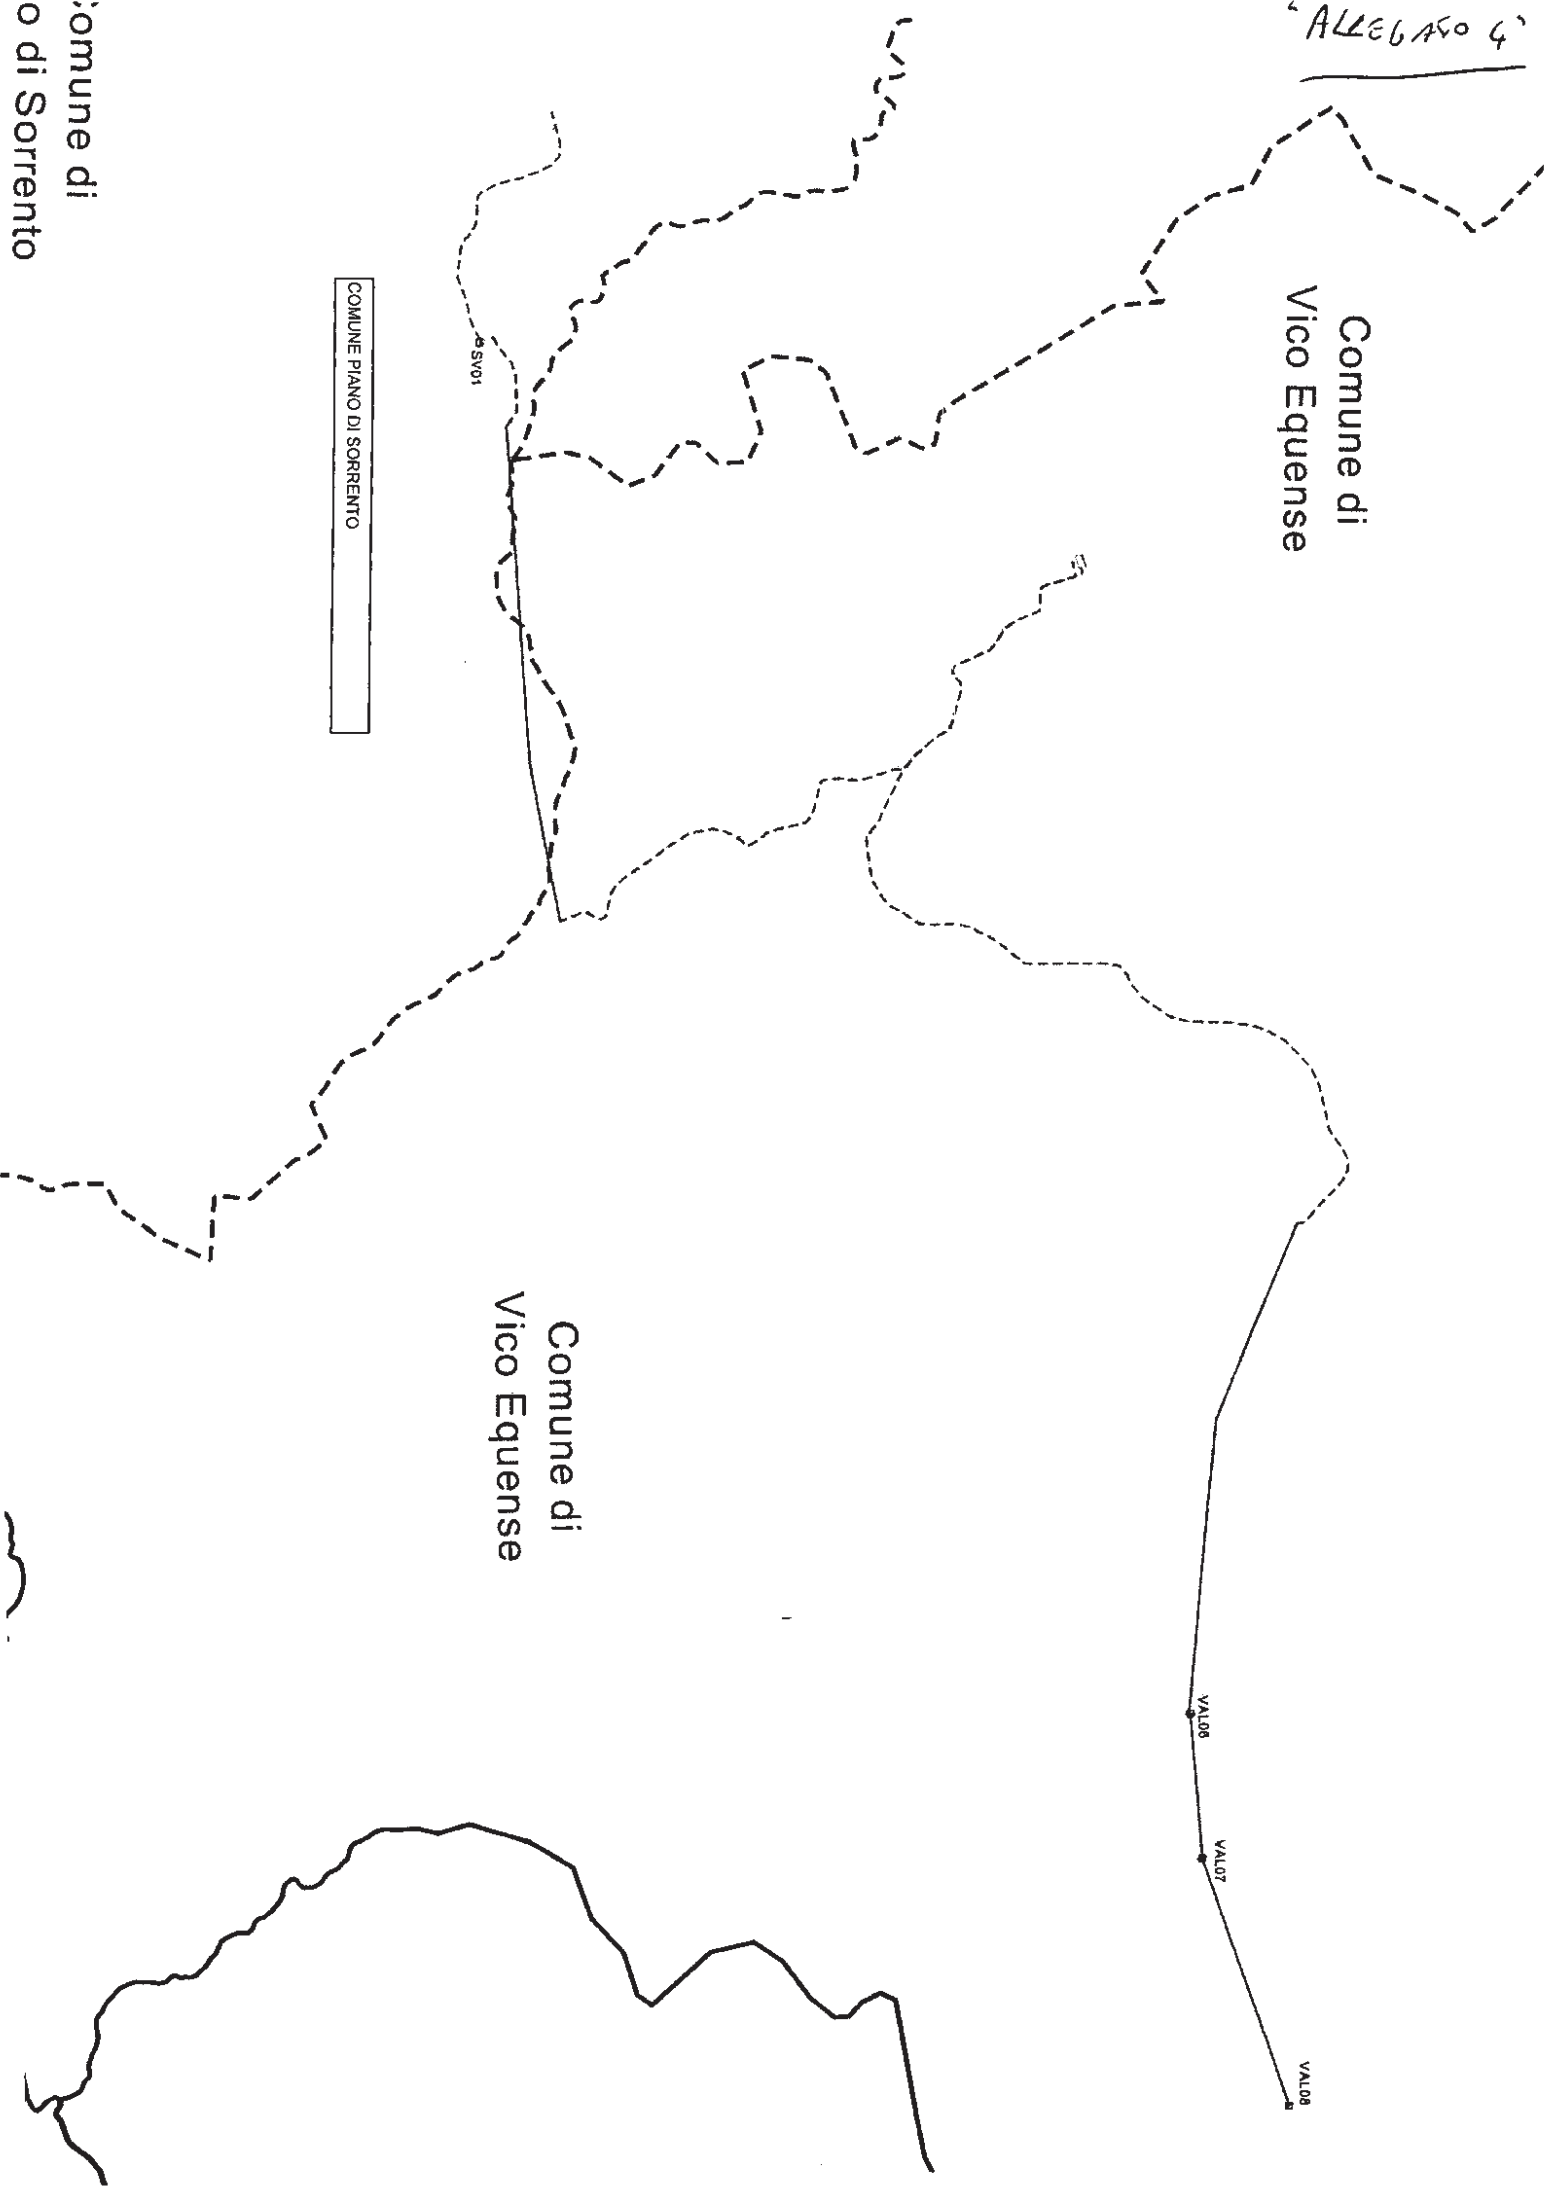 "ALLEGATO 4"
Comune di
Vico Equense
omune di
o di Sorrento
SV01
COMUNE PIANO DI SORRENTO
Comune di
Vico Equense
VAL06
VAL07
VAL08